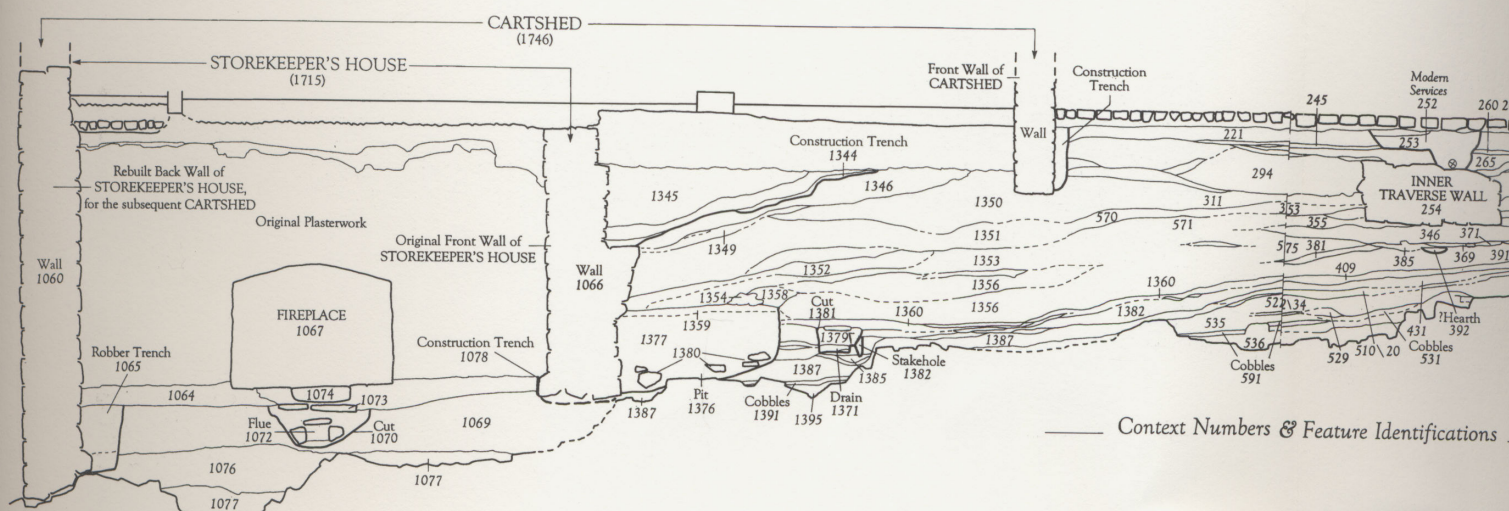 CARTSHED
(1746)
STOREKEEPER'S HOUSE
(1715)
Front Wall of
CARTSHED
Construction
Trench
Modern
Services
252
245
260 2
Wall
221
253
265
Construction Trench
1344
Rebuilt Back Wall of
STOREKEEPER'S HOUSE,
for the subsequent CARTSHED
Original Plasterwork
1345
1346
1350
294
INNER
TRAVERSE WALL
254
311
353
355
570
571
Original Front Wall of
STOREKEEPER'S HOUSE
1349
1351
346
371
575
381
385
369
391
Wall
1060
Wall
1066
1352
1353
409
1356
1354
1358
1360
1356
Cut
1381
1360
1382
522
34
FIREPLACE
1067
1359
?Hearth
392
1377
1379
1387
535
536
431
Construction Trench
1078
1380
Stakehole
1382
529
510
20
Cobbles
531
Robber Trench
1065
1387
1385
Cobbles
591
1064
1074
1073
1387
Pit
1376
Cobbles
1391
1395
Drain
1371
Flue
1072
Cut
1070
1069
Context Numbers & Feature Identifications
1076
1077
1077